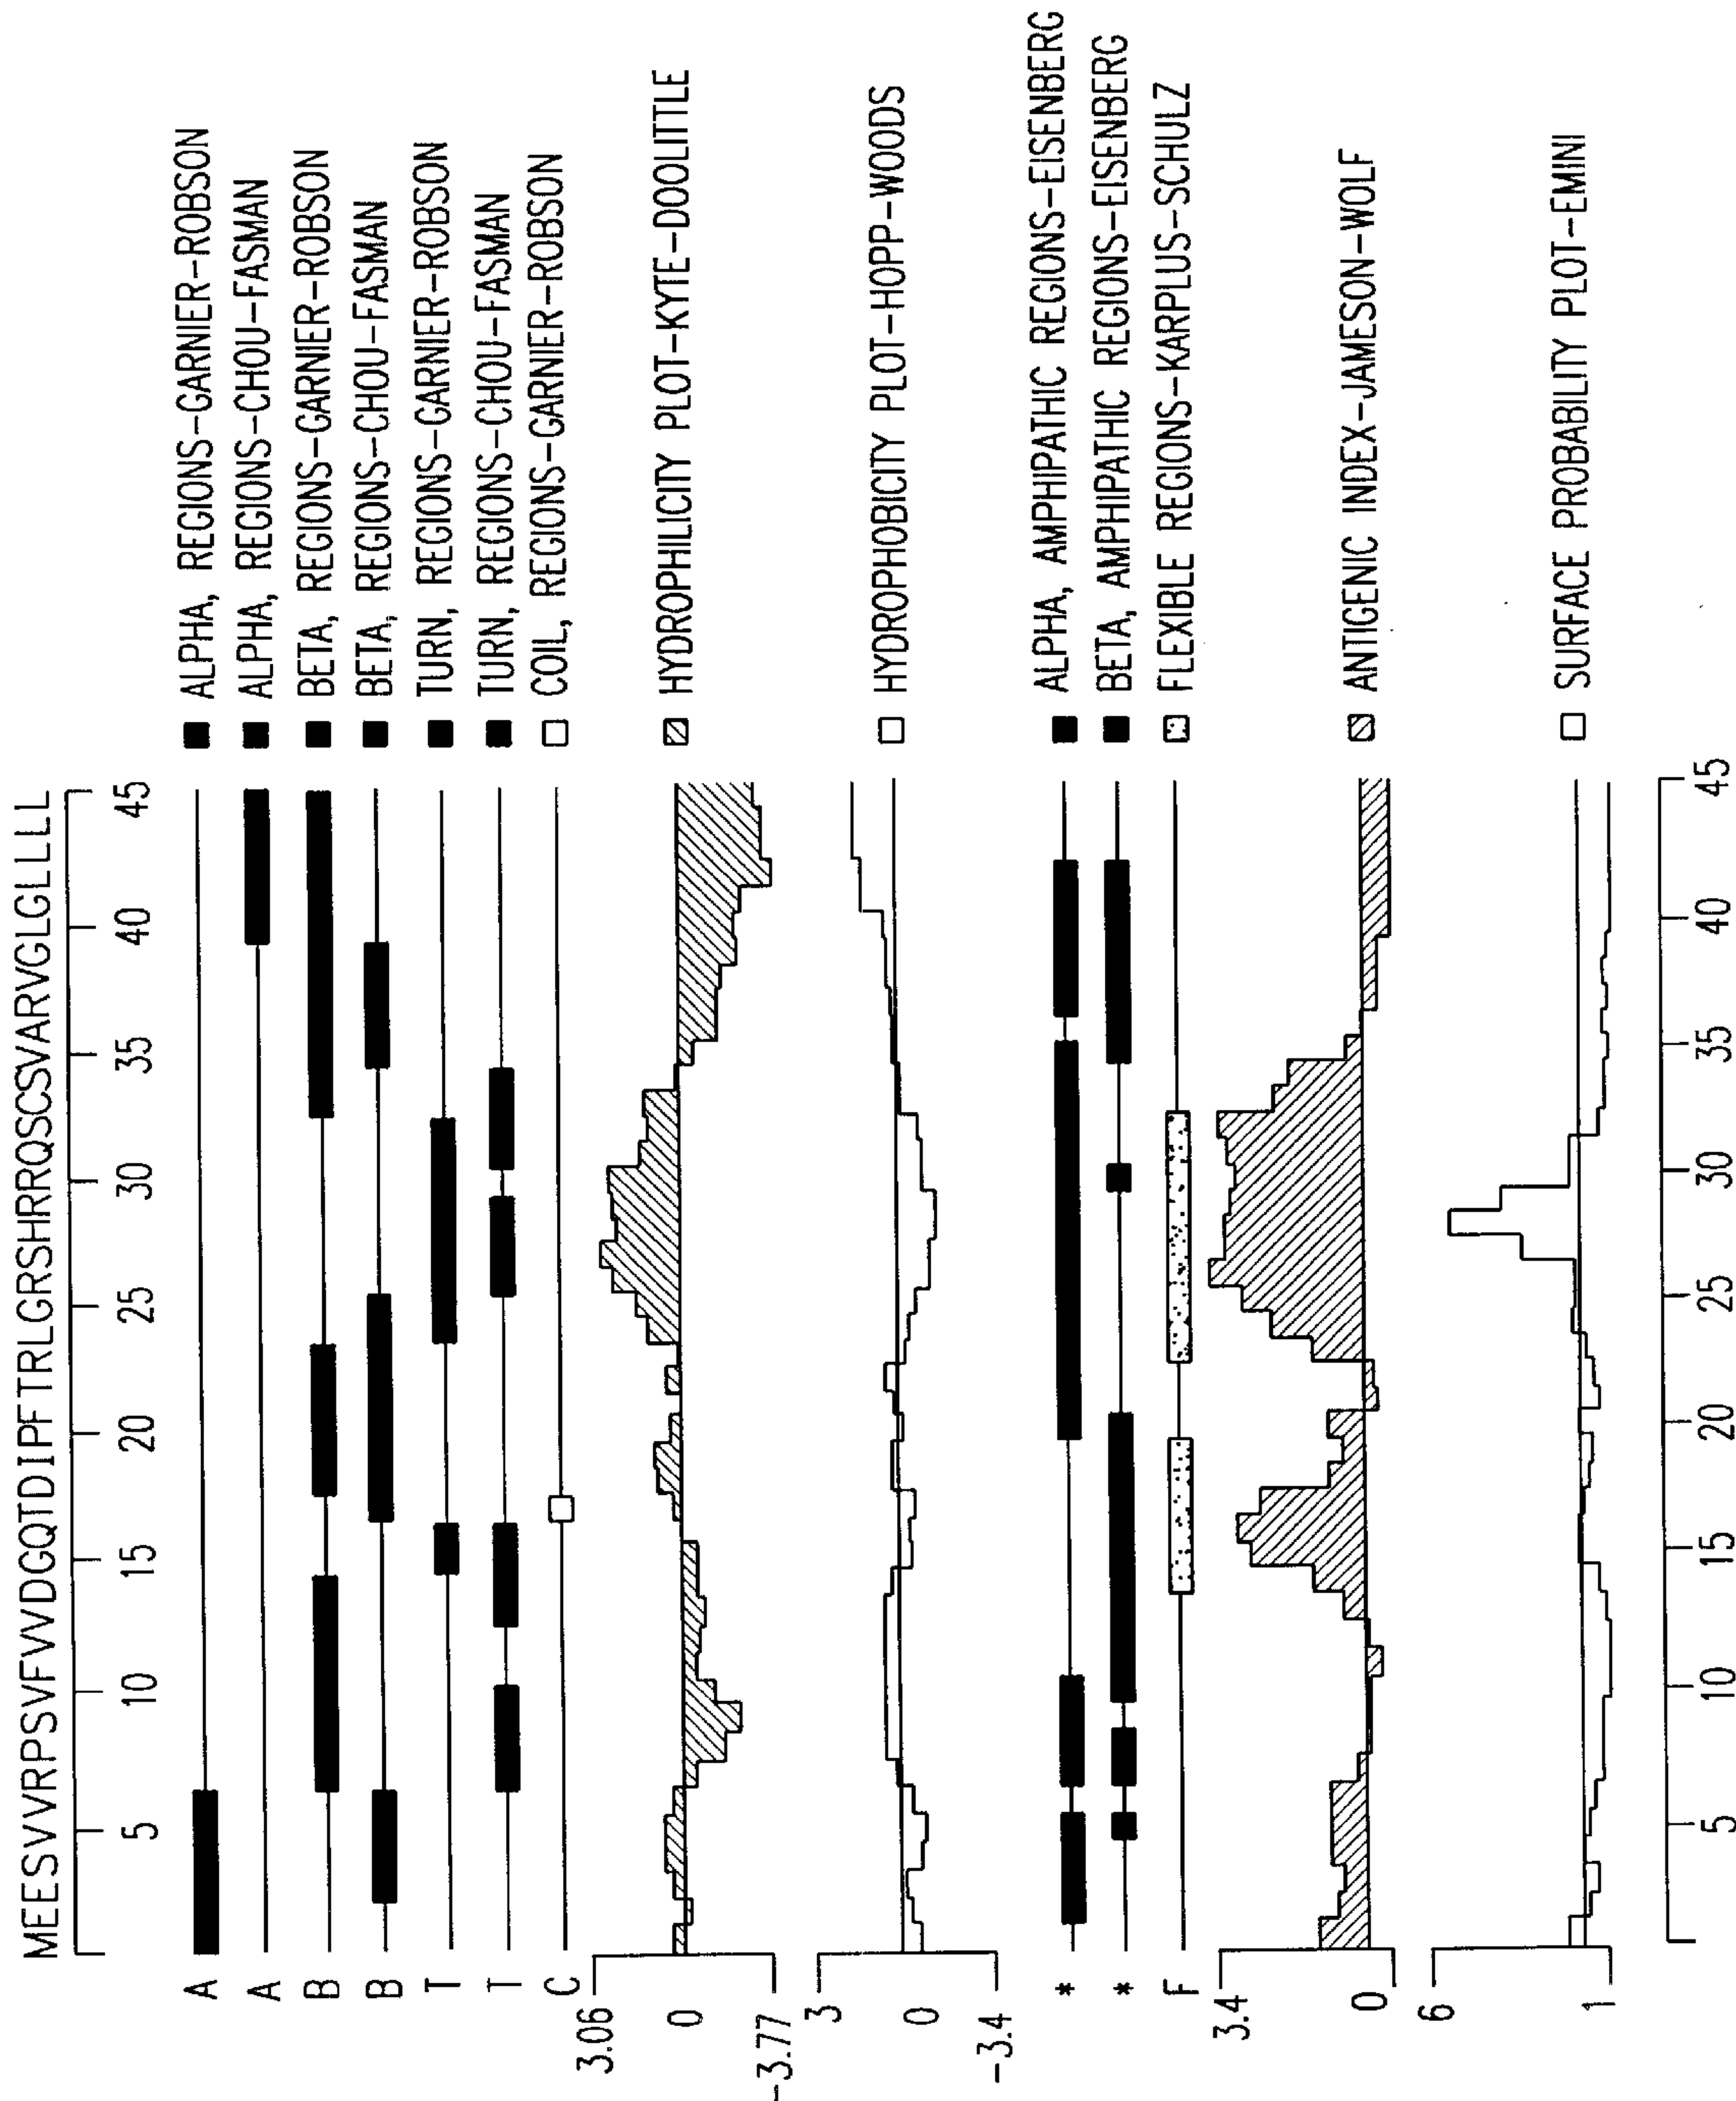 MEESVVRPSVFVVDGQTDIPFTRLGRSHRRQSCSVARVGLGLLLL
5 10 15 20 25 30 35 40 45
A ALPHA, REGIONS-GARNIER-ROBSON
A ALPHA, REGIONS-CHOU-FASMAN
B BETA, REGIONS-GARNIER-ROBSON
B BETA, REGIONS-CHOU-FASMAN
T TURN, REGIONS-GARNIER-ROBSON
T TURN, REGIONS-CHOU-FASMAN
C COIL, REGIONS-GARNIER-ROBSON
3.06
0 HYDROPHILICITY PLOT-KYTE-DOOLITTLE
-3.77
3
0 HYDROPHOBICITY PLOT-HOPP-WOODS
-3.4
* ALPHA, AMPHIPATHIC REGIONS-EISENBERG
* BETA, AMPHIPATHIC REGIONS-EISENBERG
F FLEXIBLE REGIONS-KARPLUS-SCHULZ
3.4
0 ANTIGENIC INDEX-JAMESON-WOLF
6
1 SURFACE PROBABILITY PLOT-EMINI
5 10 15 20 25 30 35 40 45